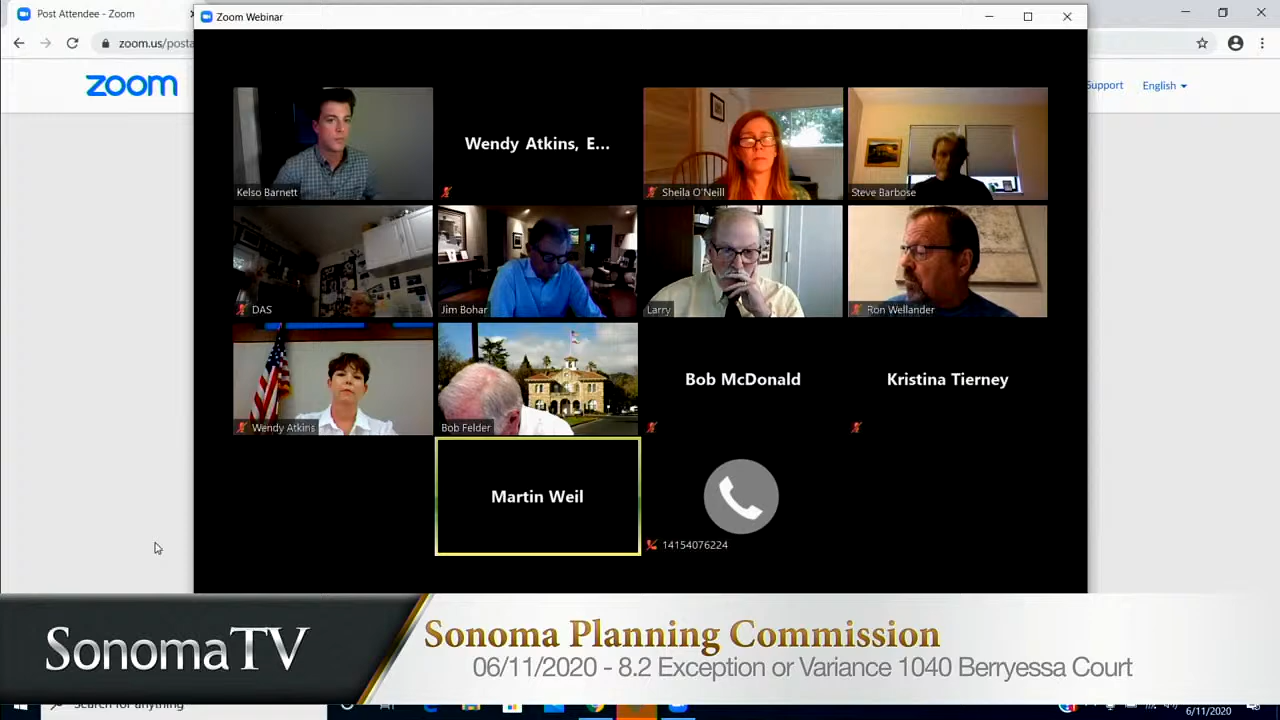 Post Attendee - Zoom
Zoom Webinar
zoom.us/posta
zoom
Support
English
Kelso Barnett
Wendy Atkins, E...
Sheila O'Neill
Steve Barbose
DAS
Jim Bohar
Larry
Ron Wellander
Wendy Atkins
Bob Felder
Bob McDonald
Kristina Tierney
Martin Weil
14154076224
SonomaTV
Sonoma Planning Commission
06/11/2020 - 8.2 Exception or Variance 1040 Berryessa Court
Search for anything
6/11/2020